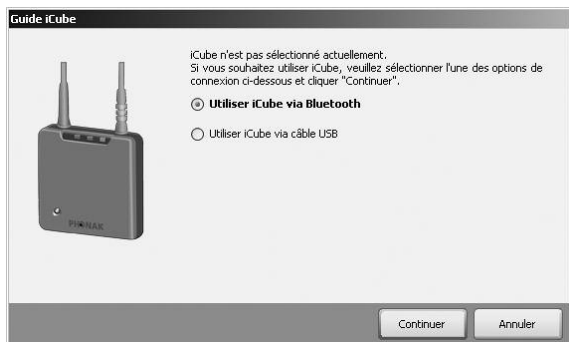 Guide iCube
iCube n'est pas sélectionné actuellement.
Si vous souhaitez utiliser iCube, veuillez sélectionner l'une des options de
connexion ci-dessous et cliquer "Continuer".
Utiliser iCube via Bluetooth
Utiliser iCube via câble USB
PHONAK
Continuer
Annuler